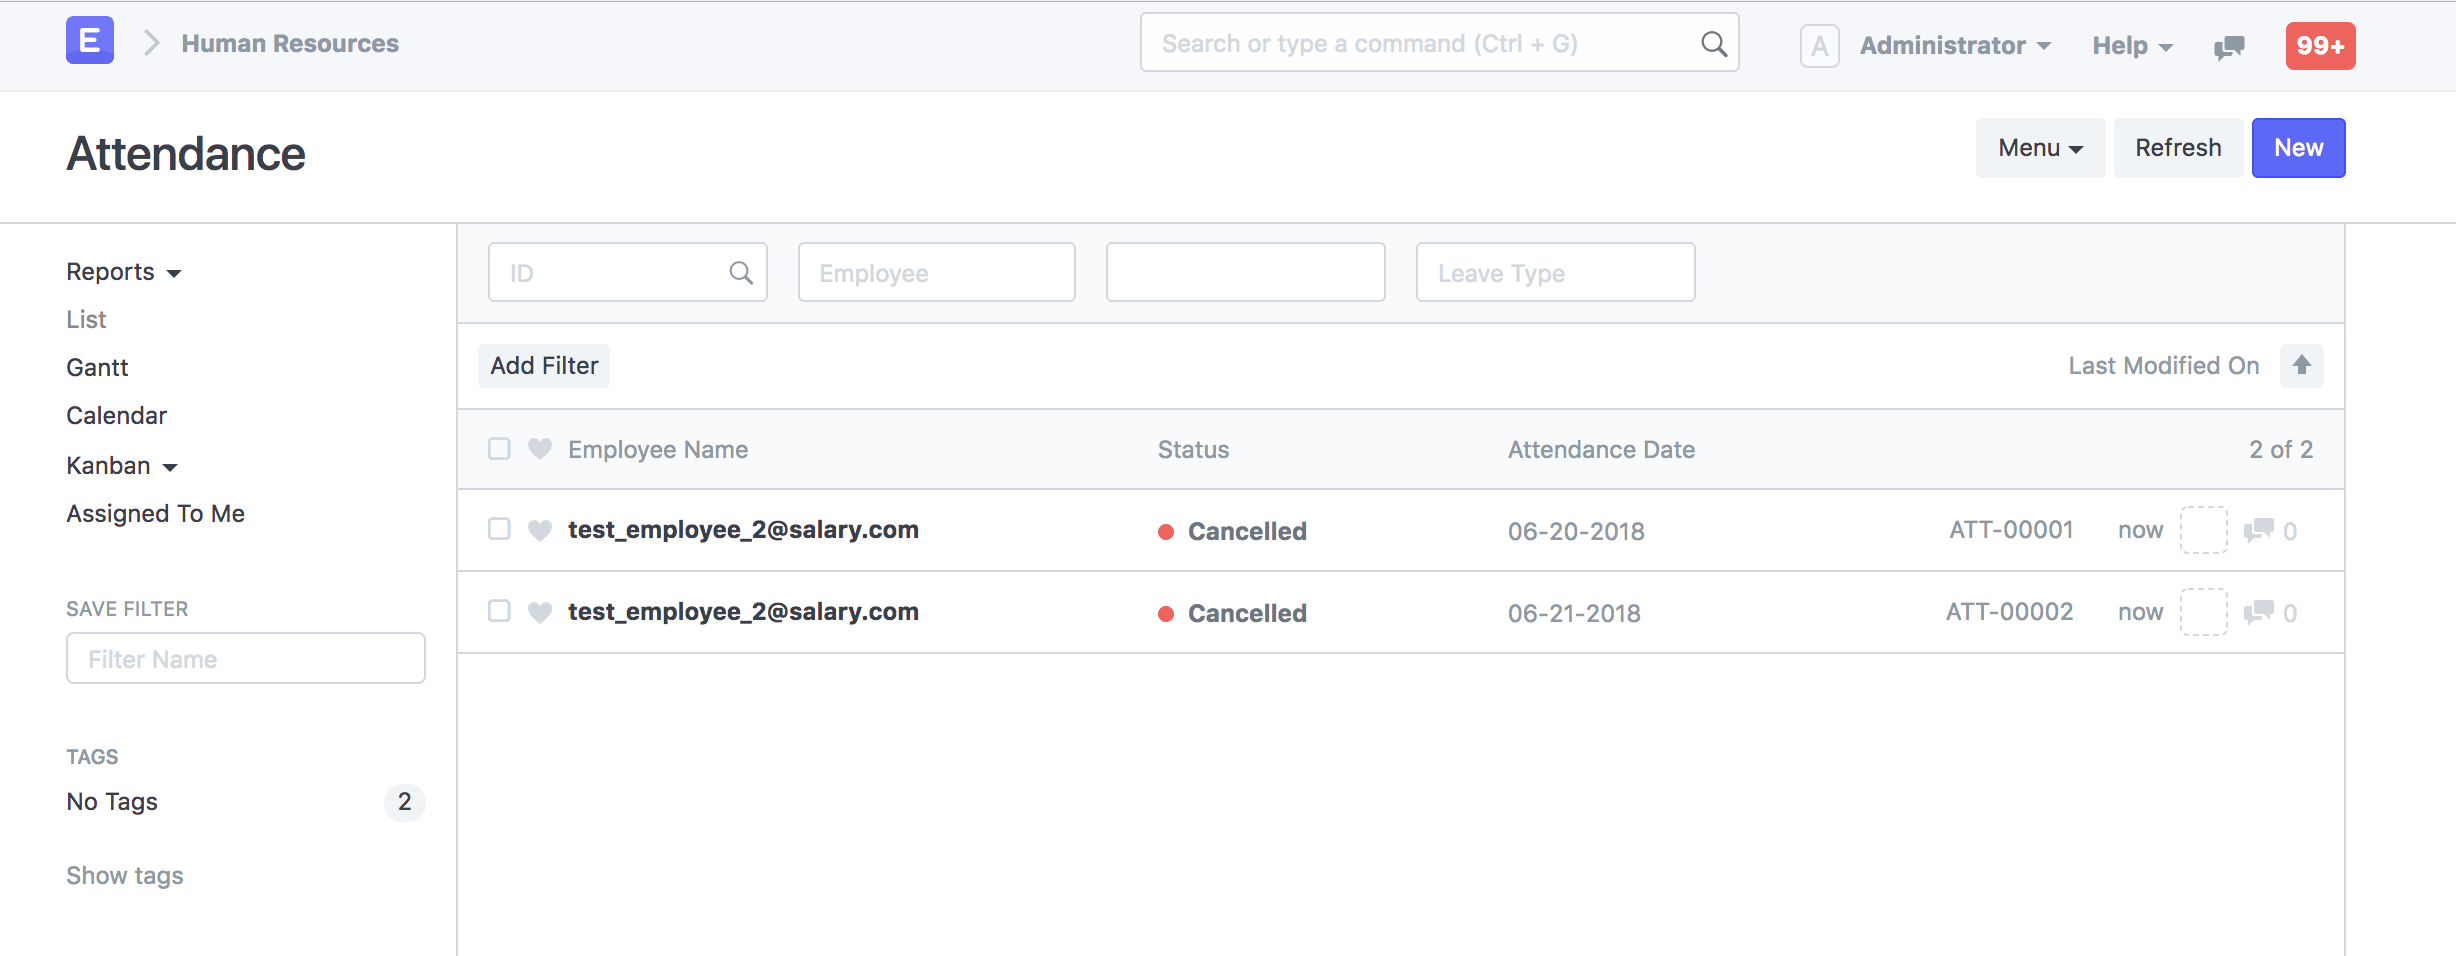 E Human Resources Search or type a command (Ctrl + G) A Administrator Help 99+
Attendance Menu Refresh New
Reports
List
Gantt
Calendar
Kanban
Assigned To Me
SAVE FILTER
Filter Name
TAGS
No Tags 2
Show tags
ID Employee Leave Type
Add Filter Last Modified On
Employee Name Status Attendance Date 2 of 2
test_employee_2@salary.com Cancelled 06-20-2018 ATT-00001 now 0
test_employee_2@salary.com Cancelled 06-21-2018 ATT-00002 now 0